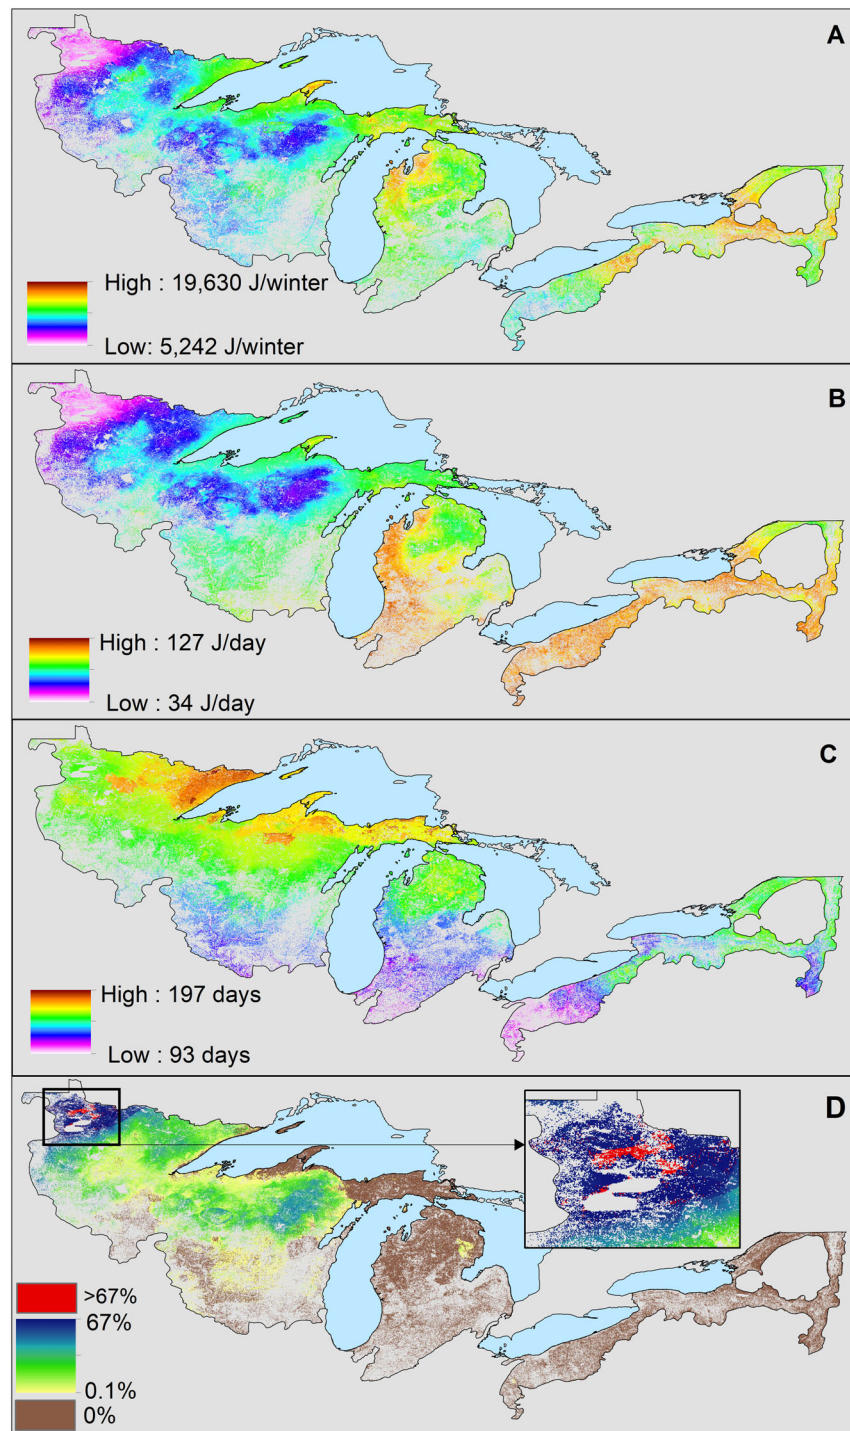 A
High : 19,630 J/winter
Low: 5,242 J/winter
B
High : 127 J/day
Low : 34 J/day
C
High : 197 days
Low : 93 days
D
>67%
67%
0.1%
0%